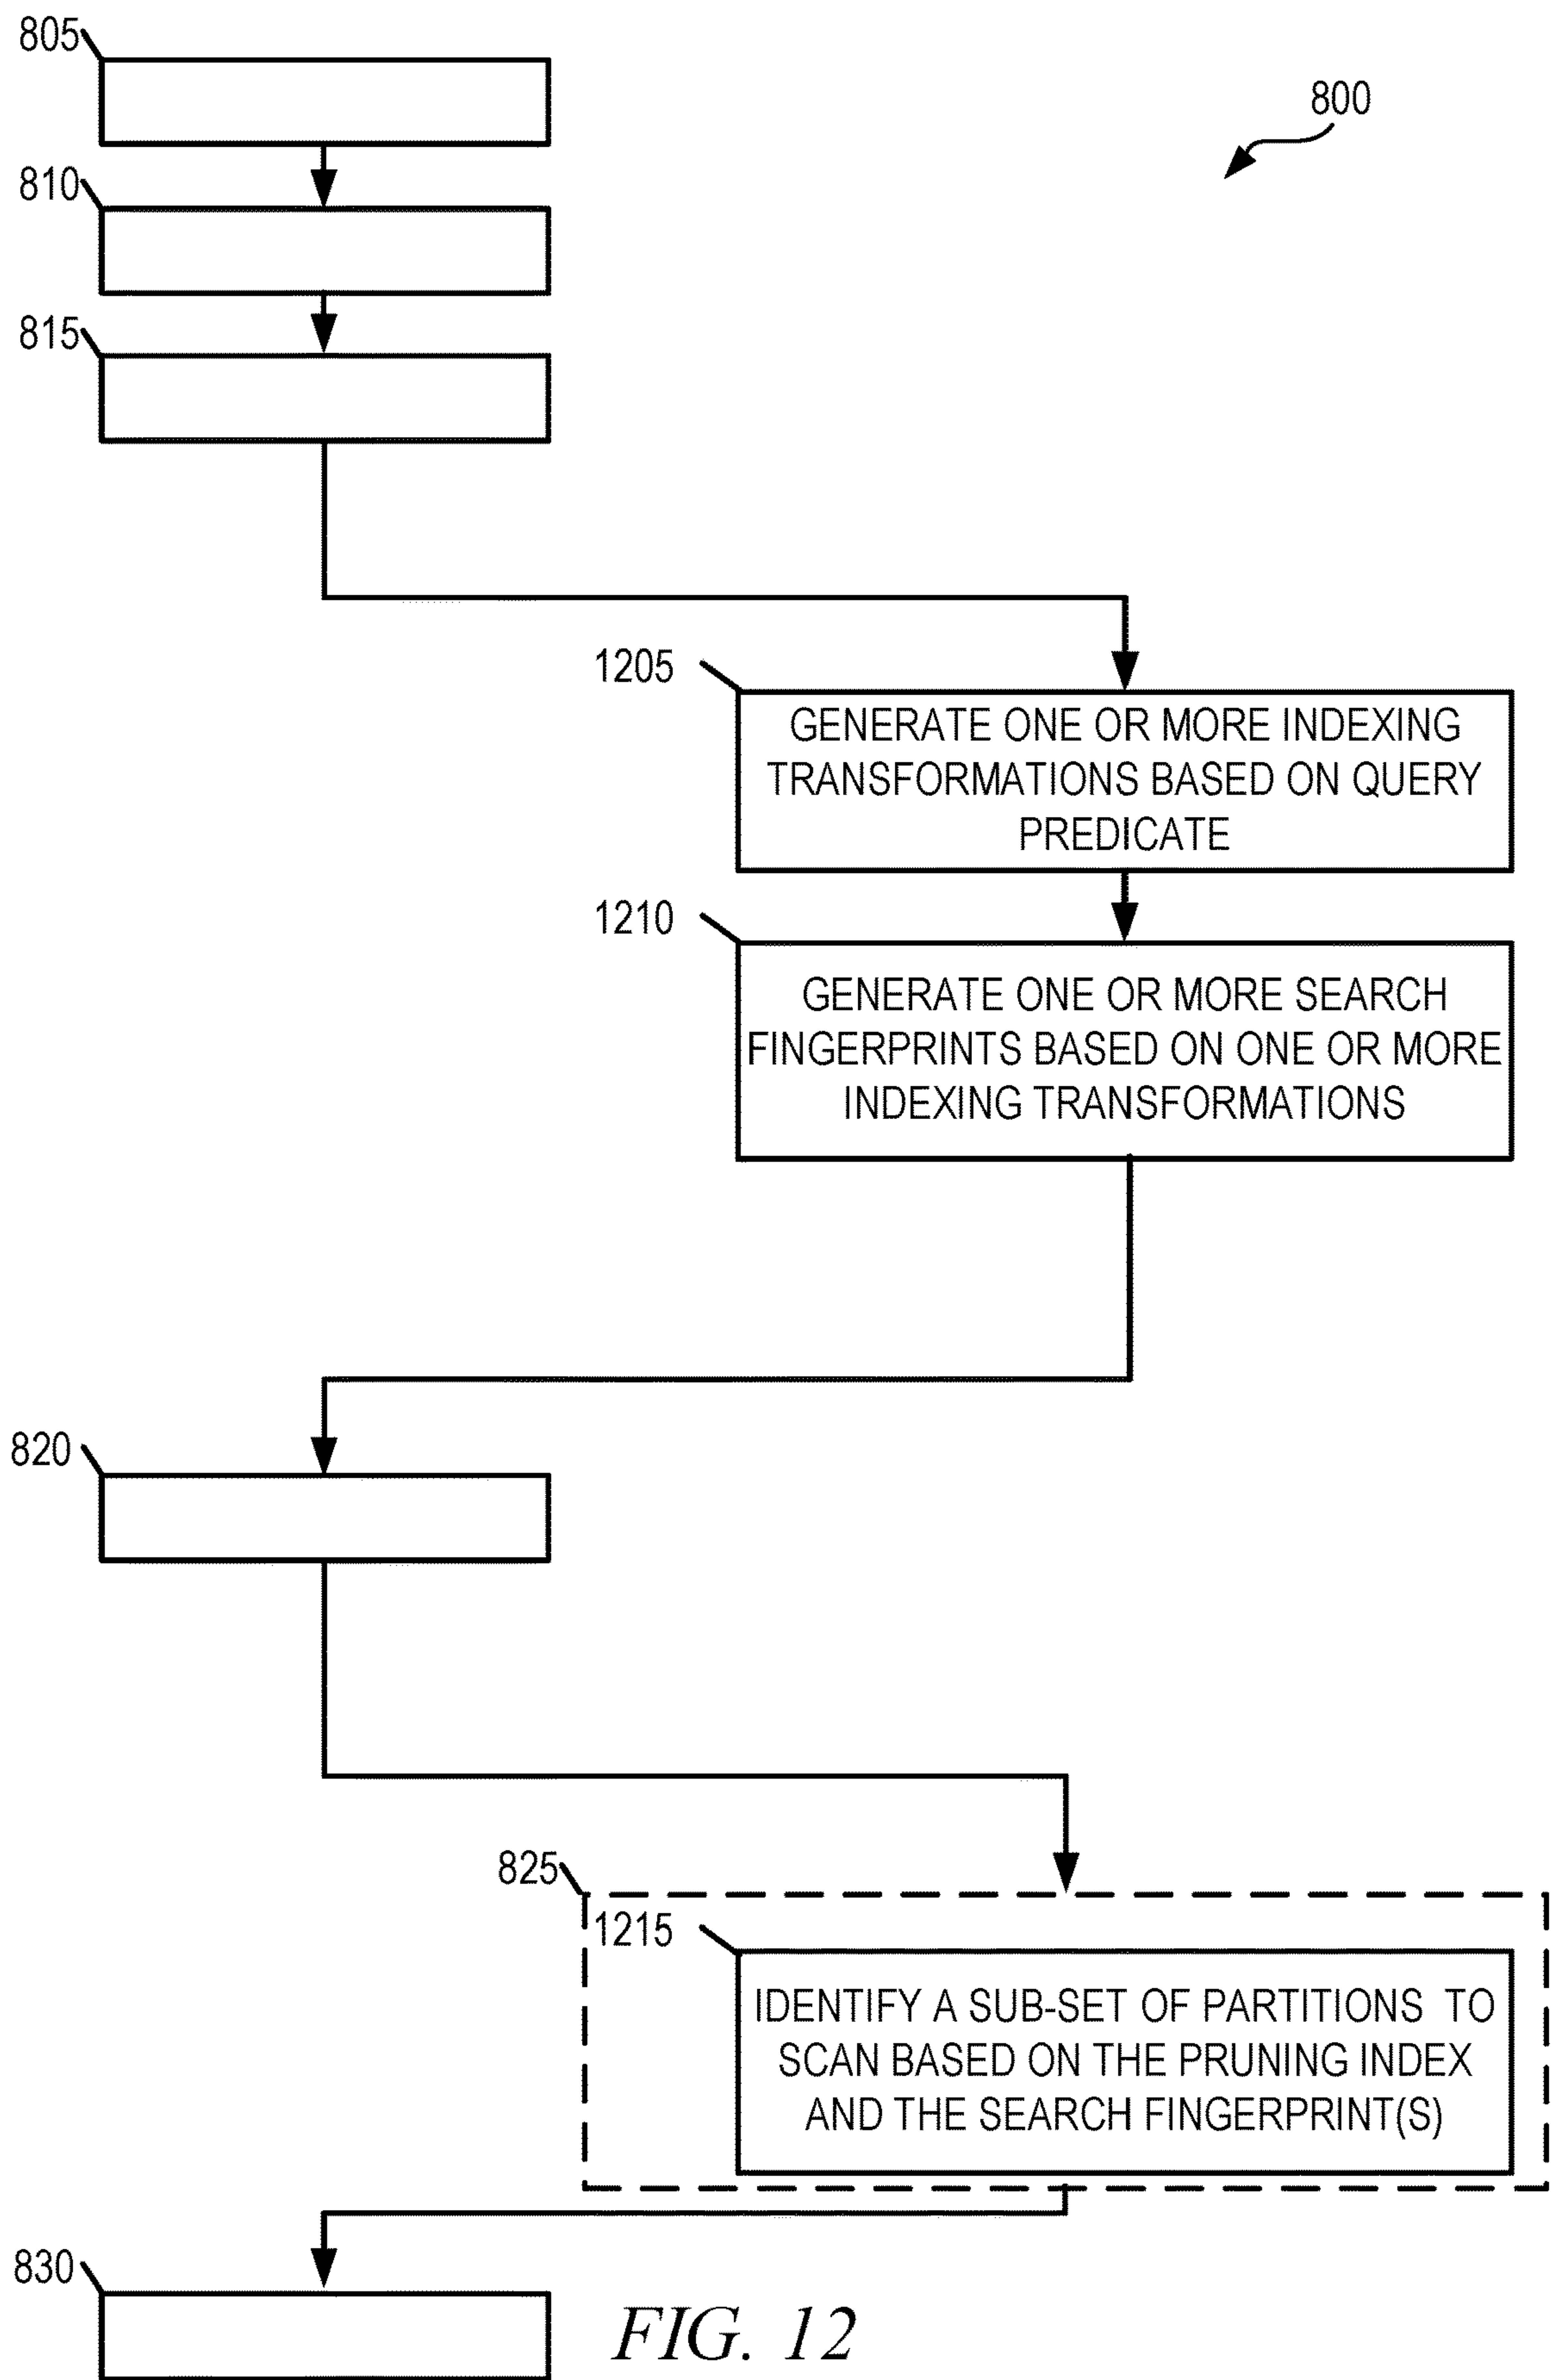 805
800
810
815
1205
GENERATE ONE OR MORE INDEXING
TRANSFORMATIONS BASED ON QUERY
PREDICATE
1210
GENERATE ONE OR MORE SEARCH
FINGERPRINTS BASED ON ONE OR MORE
INDEXING TRANSFORMATIONS
820
825
1215
IDENTIFY A SUB-SET OF PARTITIONS TO
SCAN BASED ON THE PRUNING INDEX
AND THE SEARCH FINGERPRINT(S)
830
FIG. 12